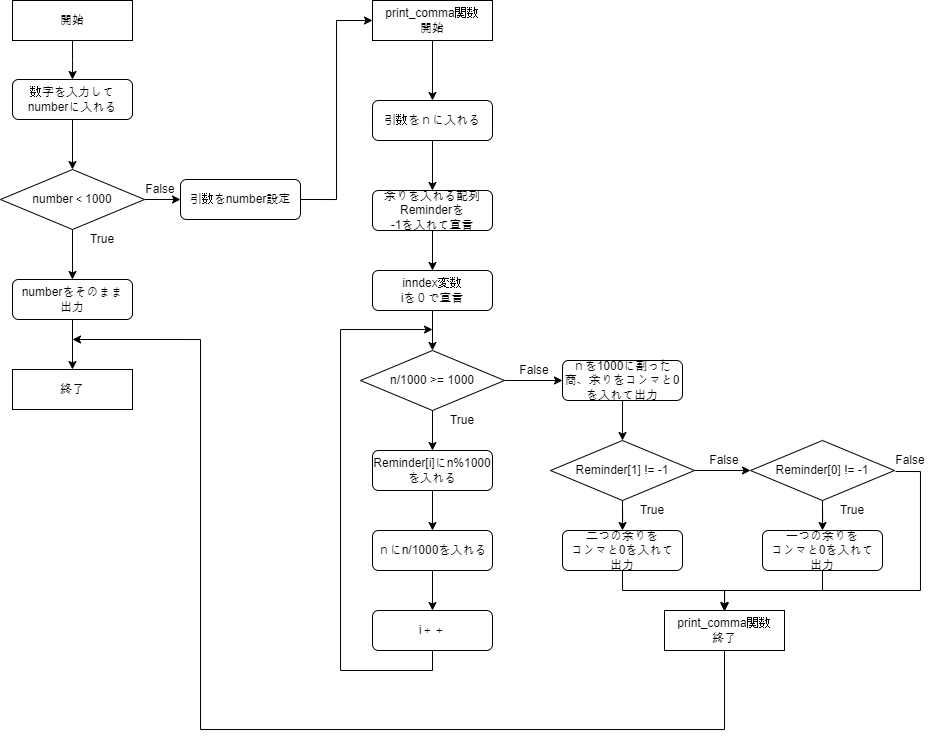 開始
数字を入力して
numberに入れる
number < 1000
False
引数をnumber設定
True
numberをそのまま
出力
終了
print_comma関数
開始
引数をｎに入れる
余りを入れる配列
Reminderを
-1を入れて宣言
inndex変数
iを０で宣言
n/1000 >= 1000
False
True
Reminder[i]にn%1000
を入れる
ｎにn/1000を入れる
i＋＋
ｎを1000に割った
商、余りをコンマと0
を入れて出力
Reminder[1] != -1
False
True
二つの余りを
コンマと0を入れて
出力
Reminder[0] != -1
False
True
一つの余りを
コンマと0を入れて
出力
print_comma関数
終了